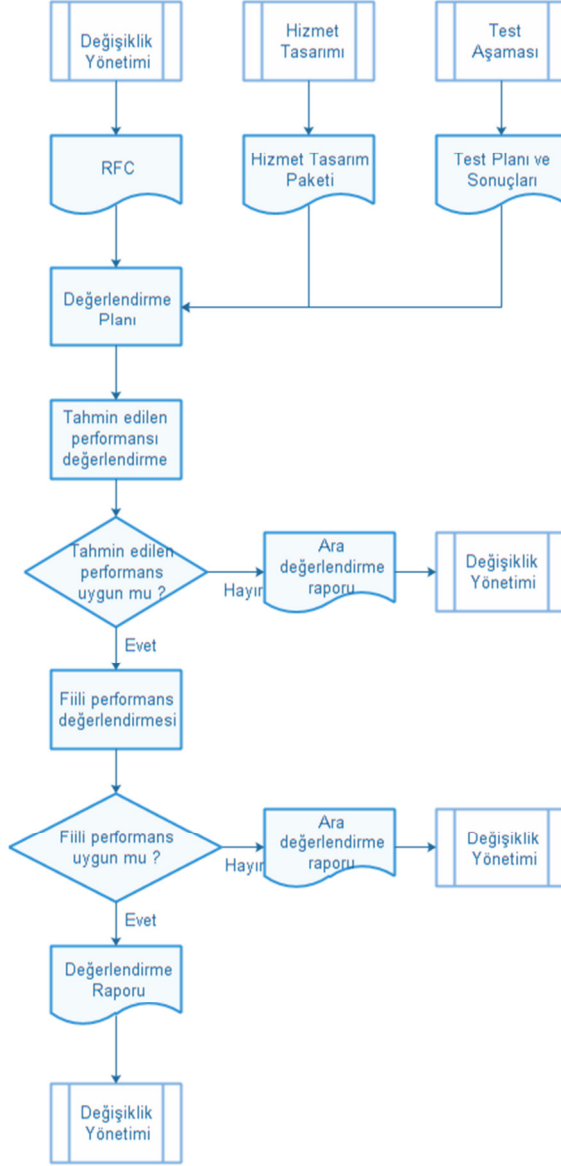 Değişiklik
Yönetimi
Hizmet
Tasarımı
Test
Aşaması
RFC
Hizmet Tasarım
Paketi
Test Planı ve
Sonuçları
Değerlendirme
Planı
Tahmin edilen
performansı
değerlendirme
Tahmin edilen
performans
uygun mu ?
Hayır
Ara
değerlendirme
raporu
Değişiklik
Yönetimi
Evet
Fiili performans
değerlendirmesi
Fiili performans
uygun mu ?
Hayır
Ara
değerlendirme
raporu
Değişiklik
Yönetimi
Evet
Değerlendirme
Raporu
Değişiklik
Yönetimi